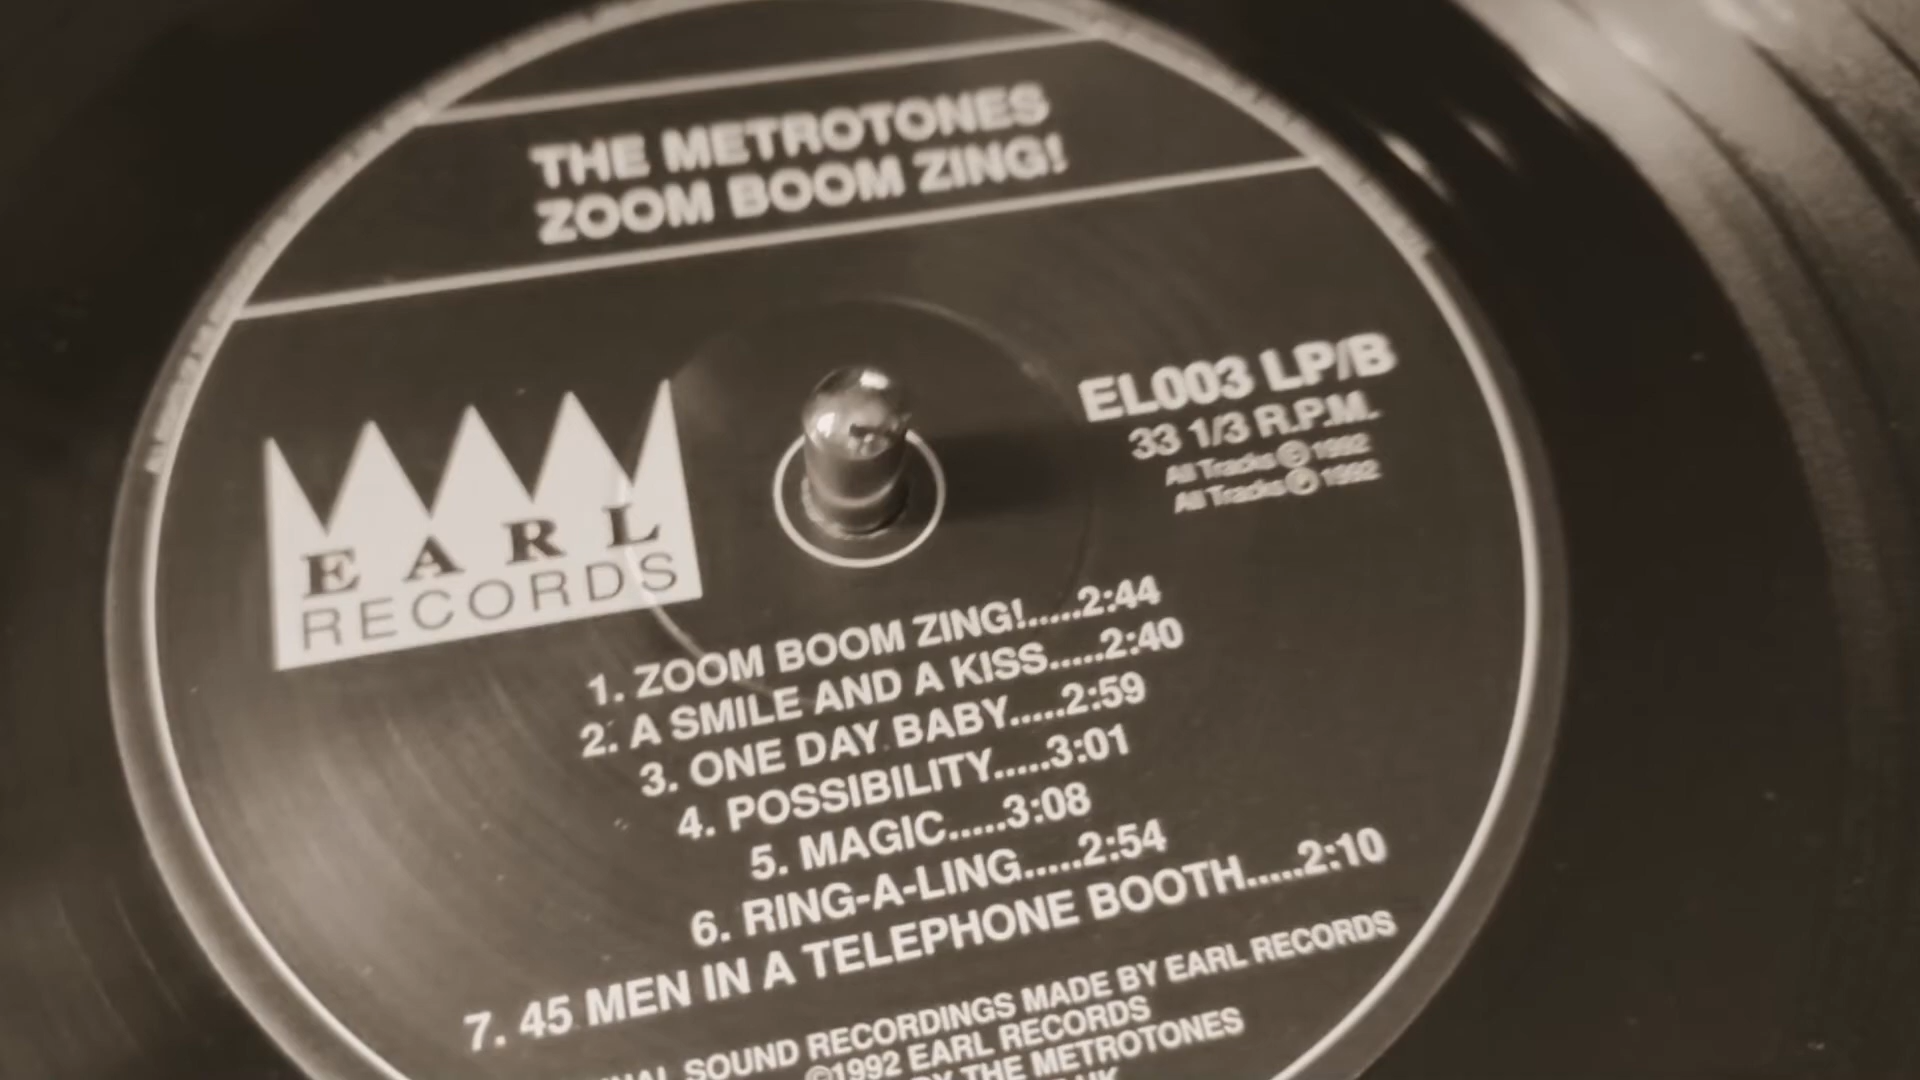 THE METROTONES
ZOOM BOOM ZING!
EL003 LP/B
33 1/3 R.P.M.
All Tracks © 1992
All Tracks ℗ 1992
EARL
RECORDS
1. ZOOM BOOM ZING!.....2:44
2. A SMILE AND A KISS.....2:40
3. ONE DAY BABY.....2:59
4. POSSIBILITY.....3:01
5. MAGIC.....3:08
6. RING-A-LING.....2:54
7. 45 MEN IN A TELEPHONE BOOTH.....2:10
SOUND RECORDINGS MADE BY EARL RECORDS
©1992 EARL RECORDS
BY THE METROTONES